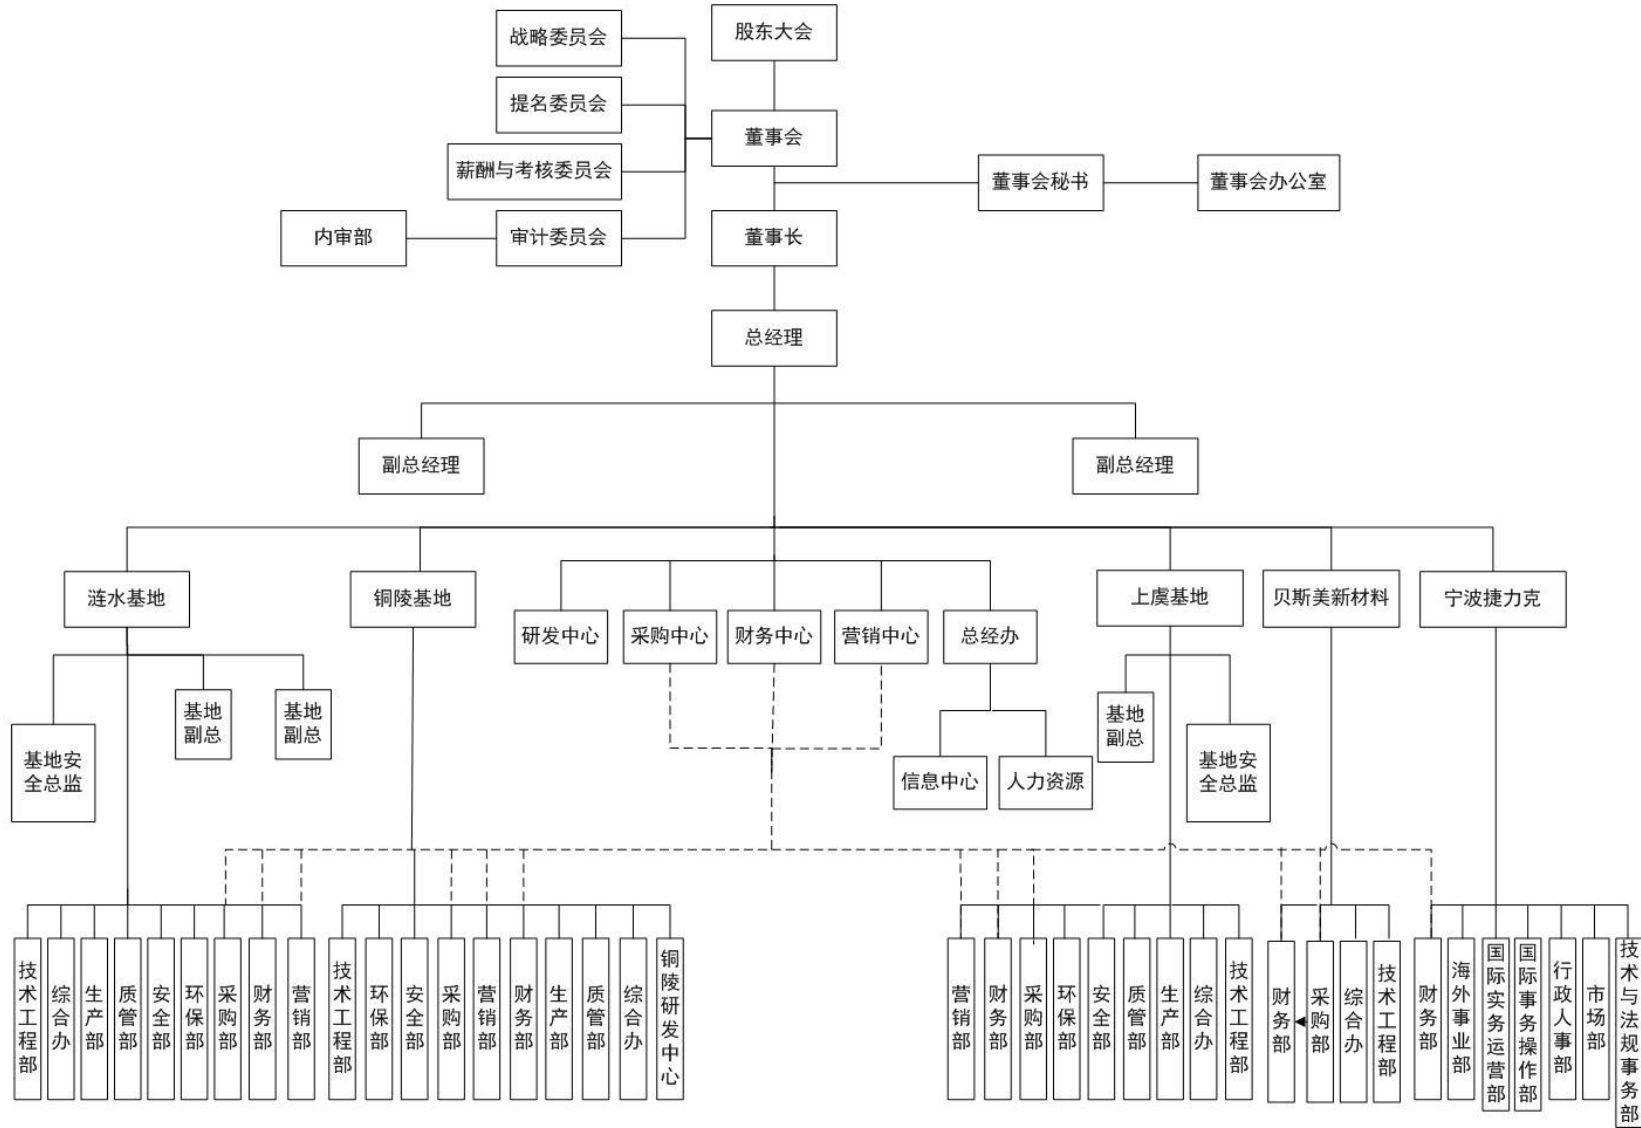 战略委员会
股东大会
提名委员会
董事会
薪酬与考核委员会
董事会秘书
董事会办公室
内审部
审计委员会
董事长
总经理
副总经理
副总经理
涟水基地
铜陵基地
研发中心
采购中心
财务中心
营销中心
总经办
上虞基地
贝斯美新材料
宁波捷力克
基地安
全总监
基地
副总
基地
副总
信息中心
人力资源
基地
副总
基地安
全总监
技术工程部
综合办
生产部
质管部
安全部
环保部
采购部
财务部
营销部
技术工程部
环保部
安全部
采购部
营销部
财务部
生产部
质管部
综合办
铜陵研发中心
营销部
财务部
采购部
环保部
安全部
质管部
生产部
综合办
技术工程部
财务部
采购部
综合办
技术工程部
财务部
海外事业部
国际实务运营部
国际事务操作部
行政人事部
市场部
技术与法规事务部